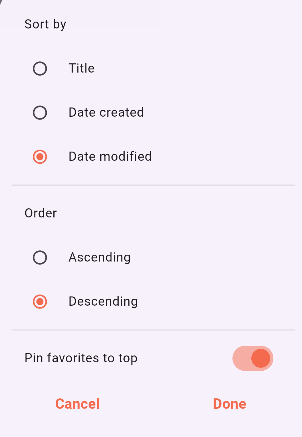 Sort by
Title
Date created
Date modified
Order
Ascending
Descending
Pin favorites to top
Cancel Done